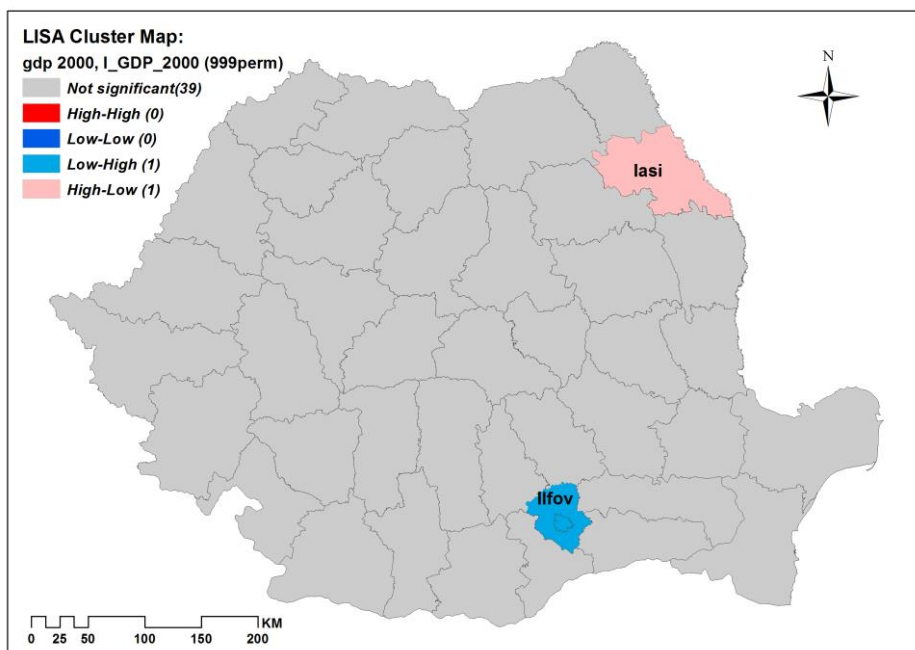 LISA Cluster Map:
gdp 2000, I_GDP_2000 (999perm)
Not significant(39)
High-High (0)
Low-Low (0)
Low-High (1)
High-Low (1)
N
Iasi
Ilfov
KM
0 25 50 100 150 200